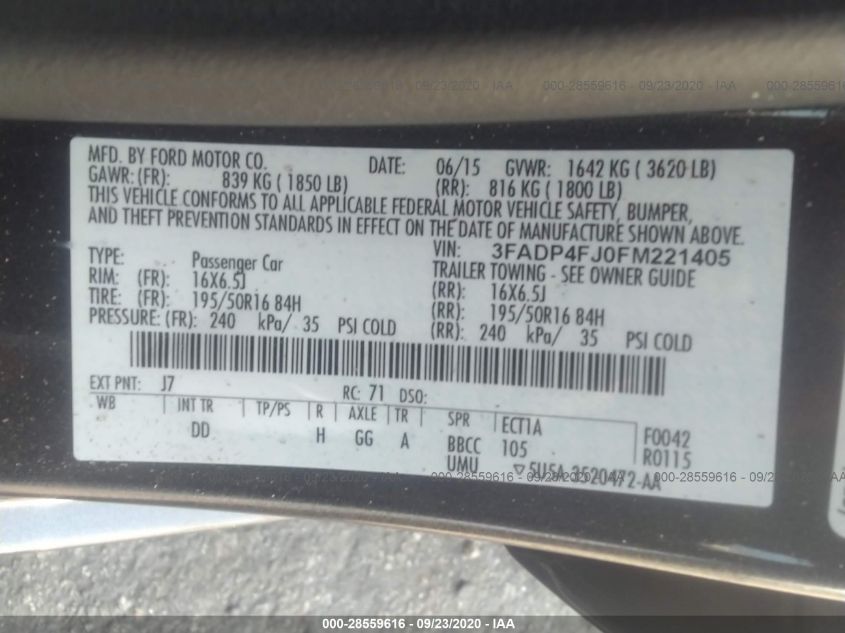 000-28559616 - 09/23/2020 - IAA
MFD. BY FORD MOTOR CO. DATE: 06/15 GVWR: 1642 KG ( 3620 LB)
GAWR: (FR): 839 KG ( 1850 LB) (RR): 816 KG ( 1800 LB)
THIS VEHICLE CONFORMS TO ALL APPLICABLE FEDERAL MOTOR VEHICLE SAFETY, BUMPER,
AND THEFT PREVENTION STANDARDS IN EFFECT ON THE DATE OF MANUFACTURE SHOWN ABOVE.
VIN: 3FADP4FJ0FM221405
TYPE: Passenger Car TRAILER TOWING - SEE OWNER GUIDE
RIM: (FR): 16X6.5J (RR): 16X6.5J
TIRE: (FR): 195/50R16 84H (RR): 195/50R16 84H
PRESSURE: (FR): 240 kPa/ 35 PSI COLD (RR): 240 kPa/ 35 PSI COLD
EXT PNT: J7 RC: 71 DSO:
WB INT TR TP/PS R AXLE TR SPR ECT1A F0042
DD H GG A BBCC 105 R0115
UMU ▽5U5A-3520472-AA
000-28559616 - 09/23/2020 - IAA
000-28559616 - 09/23/2020 - IAA